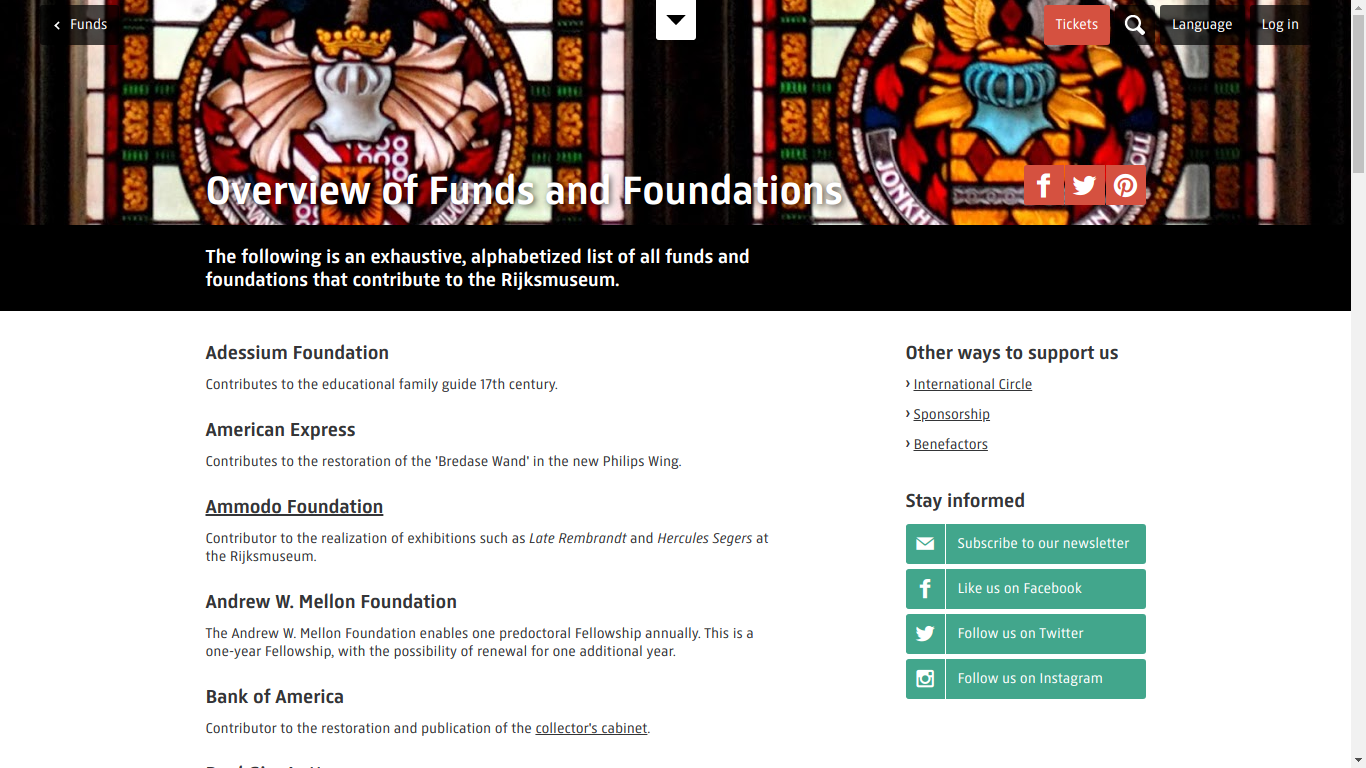 Funds
Tickets
Language
Log in
JONKH
Overview of Funds and Foundations
The following is an exhaustive, alphabetized list of all funds and
foundations that contribute to the Rijksmuseum.
Adessium Foundation
Contributes to the educational family guide 17th century.
American Express
Contributes to the restoration of the 'Bredase Wand' in the new Philips Wing.
Ammodo Foundation
Contributor to the realization of exhibitions such as Late Rembrandt and Hercules Segers at
the Rijksmuseum.
Andrew W. Mellon Foundation
The Andrew W. Mellon Foundation enables one predoctoral Fellowship annually. This is a
one-year Fellowship, with the possibility of renewal for one additional year.
Bank of America
Contributor to the restoration and publication of the collector's cabinet.
Other ways to support us
› International Circle
› Sponsorship
› Benefactors
Stay informed
Subscribe to our newsletter
Like us on Facebook
Follow us on Twitter
Follow us on Instagram